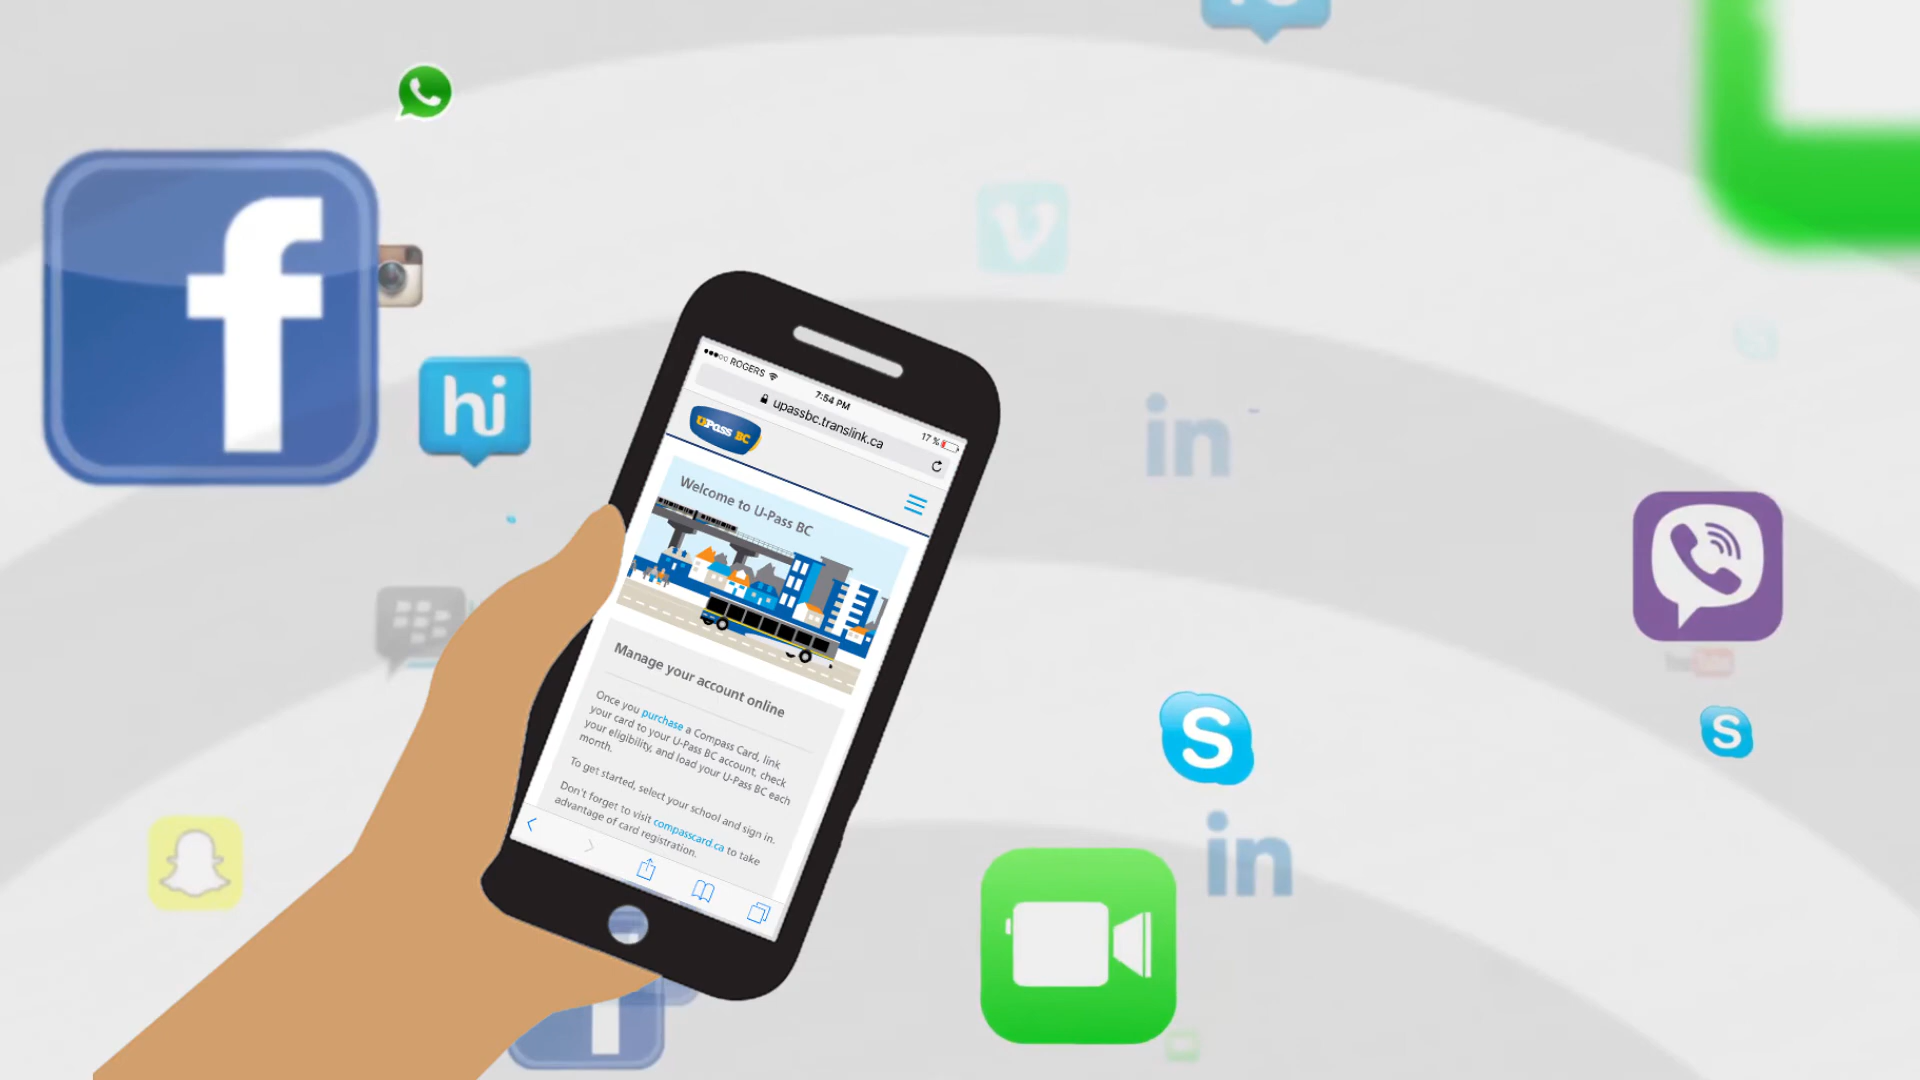 hi
ROGERS
7:54 PM
17 %
upassbc.translink.ca
U-Pass BC
Welcome to U-Pass BC
Manage your account online
Once you purchase a Compass Card, link
your card to your U-Pass BC account, check
your eligibility, and load your U-Pass BC each
month.
To get started, select your school and sign in.
Don't forget to visit compasscard.ca to take
advantage of card registration.
in
in
You Tube
S
S
f